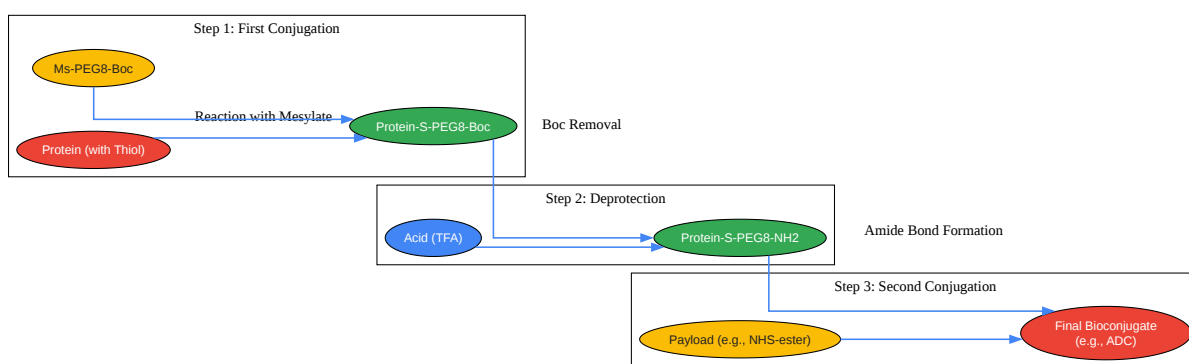 Step 1: First Conjugation
Ms-PEG8-Boc
Reaction with Mesylate
Protein-S-PEG8-Boc
Boc Removal
Protein (with Thiol)
Step 2: Deprotection
Acid (TFA)
Protein-S-PEG8-NH2
Amide Bond Formation
Step 3: Second Conjugation
Payload (e.g., NHS-ester)
Final Bioconjugate
(e.g., ADC)